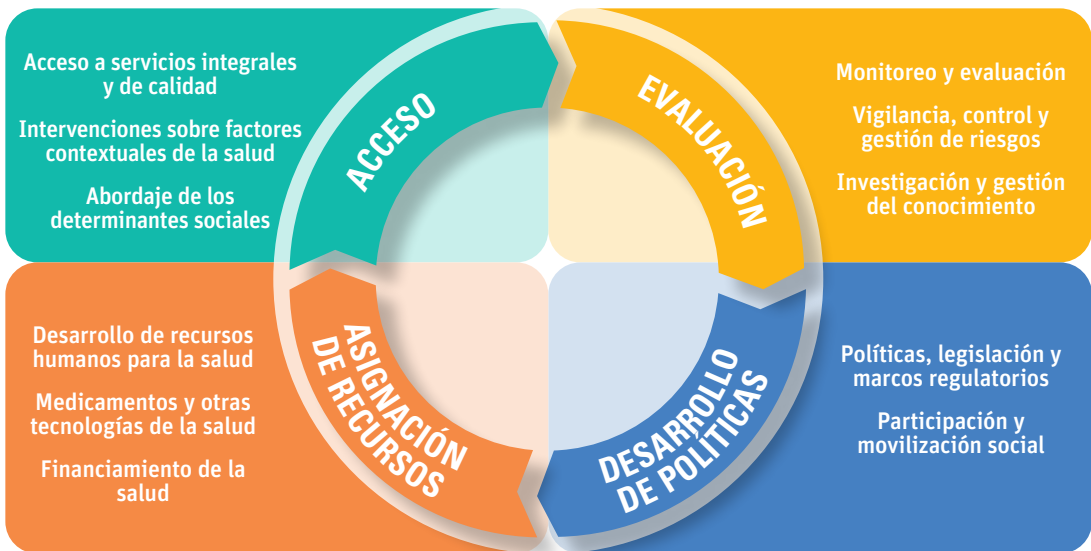 Acceso a servicios integrales
y de calidad
Intervenciones sobre factores
contextuales de la salud
Abordaje de los
determinantes sociales
ACCESO
EVALUACIÓN
Monitoreo y evaluación
Vigilancia, control y
gestión de riesgos
Investigación y gestión
del conocimiento
Desarrollo de recursos
humanos para la salud
Medicamentos y otras
tecnologías de la salud
Financiamiento de la
salud
ASIGNACIÓN
DE RECURSOS
DESARROLLO
DE POLÍTICAS
Políticas, legislación y
marcos regulatorios
Participación y
movilización social